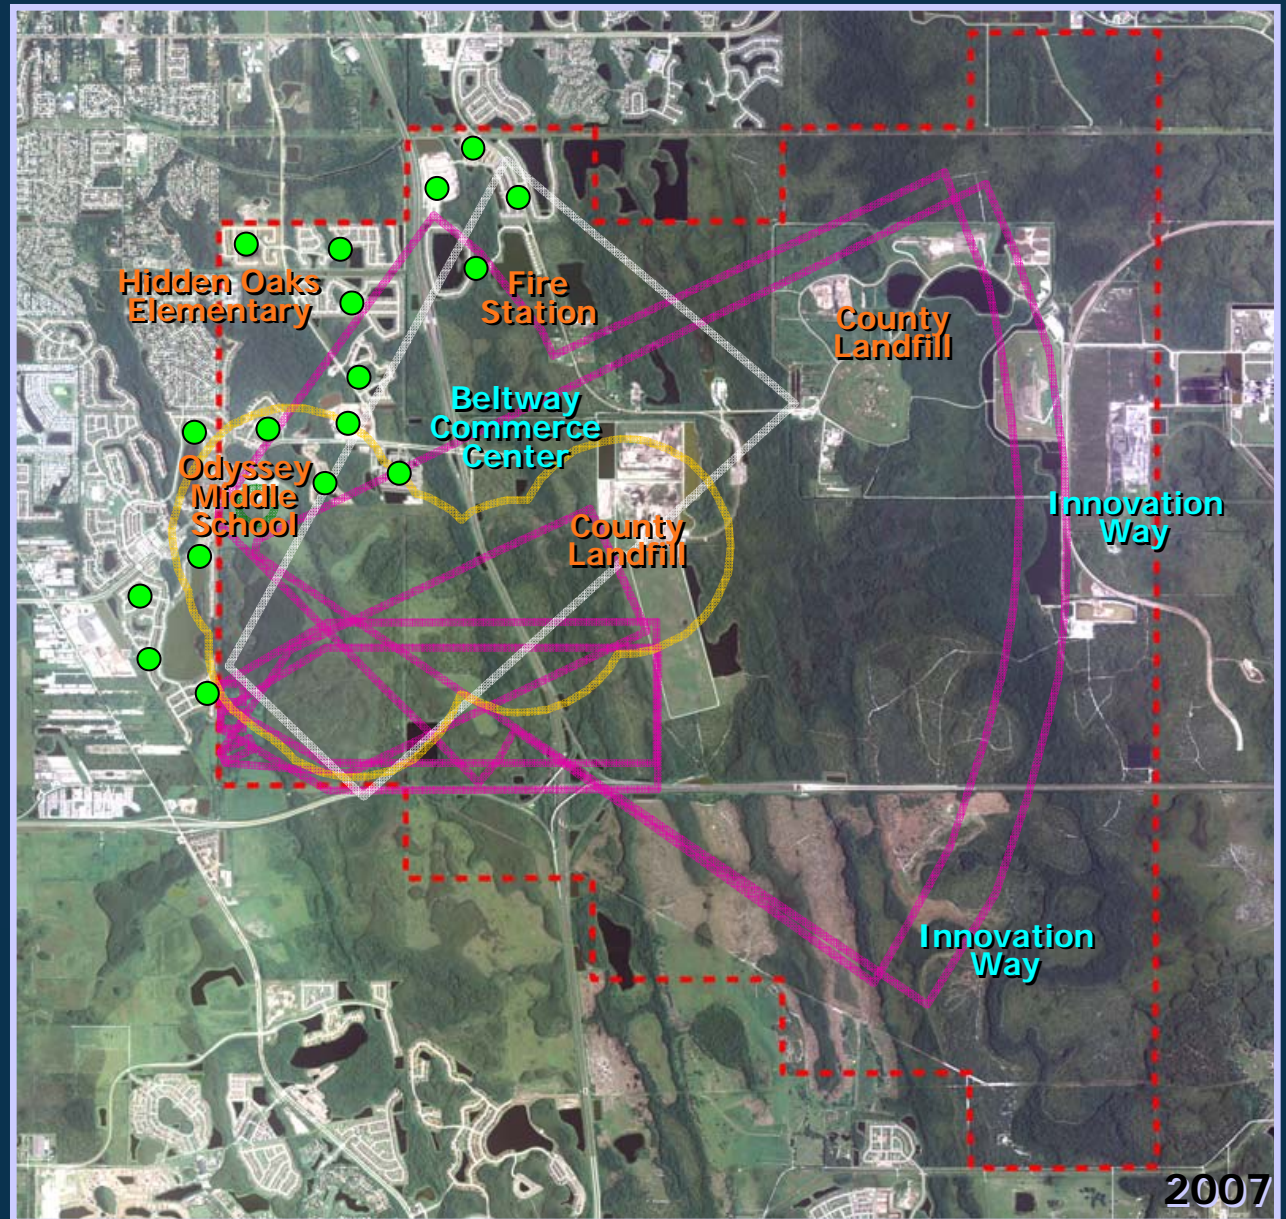 Hidden Oaks
Elementary
Fire
Station
County
Landfill
Beltway
Commerce
Center
Odyssey
Middle
School
County
Landfill
Innovation
Way
Innovation
Way
2007